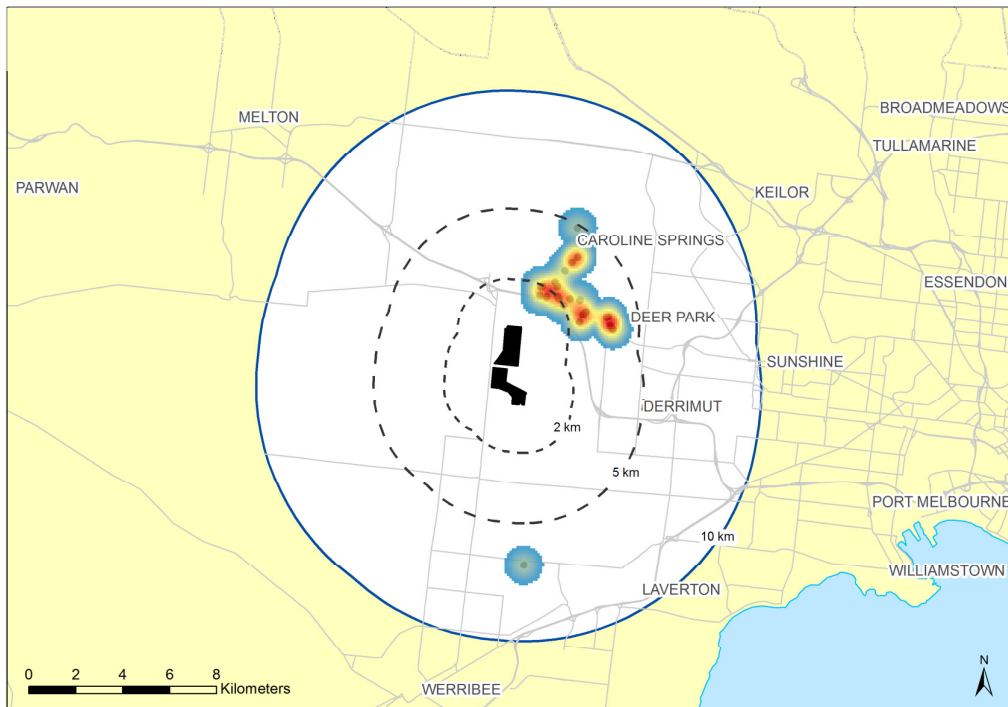 BROADMEADOWS
MELTON
TULLAMARINE
PARWAN
KEILOR
CAROLINE SPRINGS
ESSENDON
DEER PARK
SUNSHINE
DERRIMUT
2 km
5 km
PORT MELBOURNE
10 km
WILLIAMSTOWN
LAVERTON
N
0 2 4 6 8
Kilometers
WERRIBEE